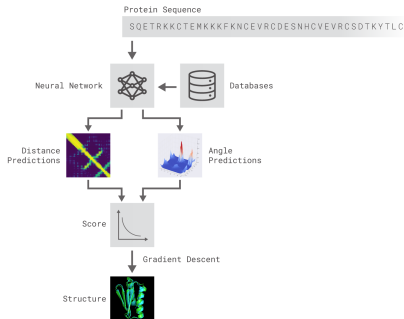 Protein Sequence
SQETRKKCTEMKKKFKNCEVRCDESNHCVEVRCSDTKYTLC
Neural Network
Databases
Distance
Predictions
Angle
Predictions
Score
Gradient Descent
Structure